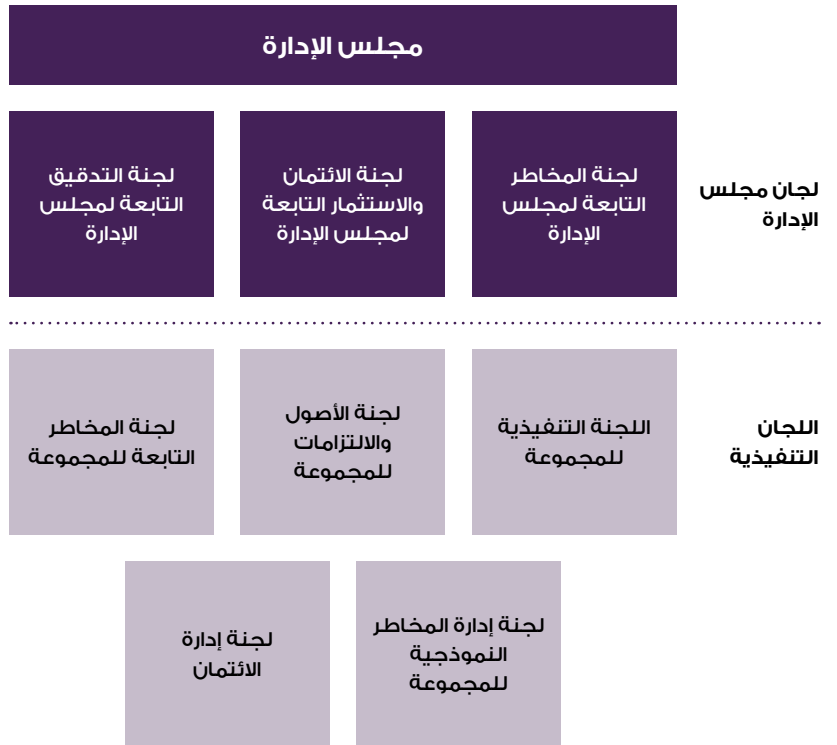 مجلس الإدارة
لجان مجلس
الإدارة
لجنة المخاطر
التابعة لمجلس
الإدارة
لجنة الائتمان
والاستثمار التابعة
لمجلس الإدارة
لجنة التدقيق
التابعة لمجلس
الإدارة
اللجان
التنفيذية
اللجنة التنفيذية
للمجموعة
لجنة الأصول
والالتزامات
للمجموعة
لجنة المخاطر
التابعة للمجموعة
لجنة إدارة المخاطر
النموذجية
للمجموعة
لجنة إدارة
الائتمان